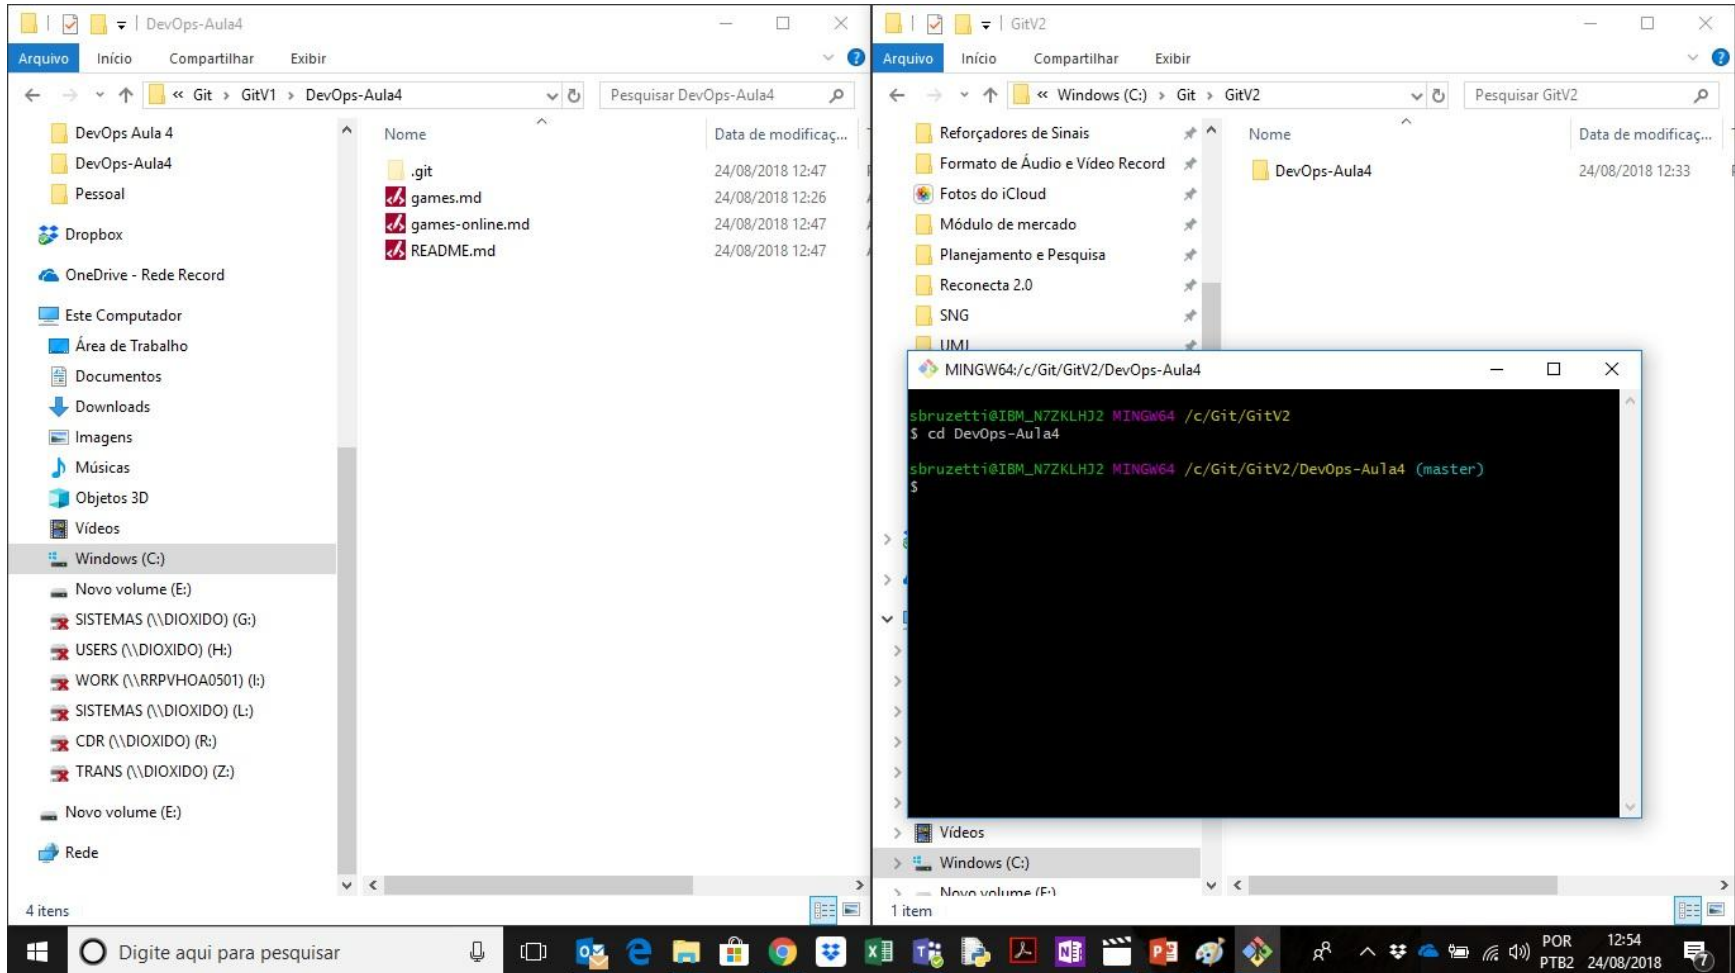 DevOps-Aula4
Arquivo Início Compartilhar Exibir
« Git › GitV1 › DevOps-Aula4
Pesquisar DevOps-Aula4
DevOps Aula 4
DevOps-Aula4
Pessoal
Dropbox
OneDrive - Rede Record
Este Computador
Área de Trabalho
Documentos
Downloads
Imagens
Músicas
Objetos 3D
Vídeos
Windows (C:)
Novo volume (E:)
SISTEMAS (\\DIOXIDO) (G:)
USERS (\\DIOXIDO) (H:)
WORK (\\RRPVHOA0501) (I:)
SISTEMAS (\\DIOXIDO) (L:)
CDR (\\DIOXIDO) (R:)
TRANS (\\DIOXIDO) (Z:)
Novo volume (E:)
Rede
Nome Data de modificaç...
.git 24/08/2018 12:47
games.md 24/08/2018 12:26
games-online.md 24/08/2018 12:47
README.md 24/08/2018 12:47
4 itens
GitV2
Arquivo Início Compartilhar Exibir
« Windows (C:) › Git › GitV2
Pesquisar GitV2
Reforçadores de Sinais
Formato de Áudio e Vídeo Record
Fotos do iCloud
Módulo de mercado
Planejamento e Pesquisa
Reconecta 2.0
SNG
UMJ
Vídeos
Windows (C:)
Novo volume (E:)
Nome Data de modificaç...
DevOps-Aula4 24/08/2018 12:33
1 item
MINGW64:/c/Git/GitV2/DevOps-Aula4
sbruzetti@IBM_N7ZKLHJ2 MINGW64 /c/Git/GitV2
$ cd DevOps-Aula4
sbruzetti@IBM_N7ZKLHJ2 MINGW64 /c/Git/GitV2/DevOps-Aula4 (master)
$
Digite aqui para pesquisar
POR
PTB2
12:54
24/08/2018
7